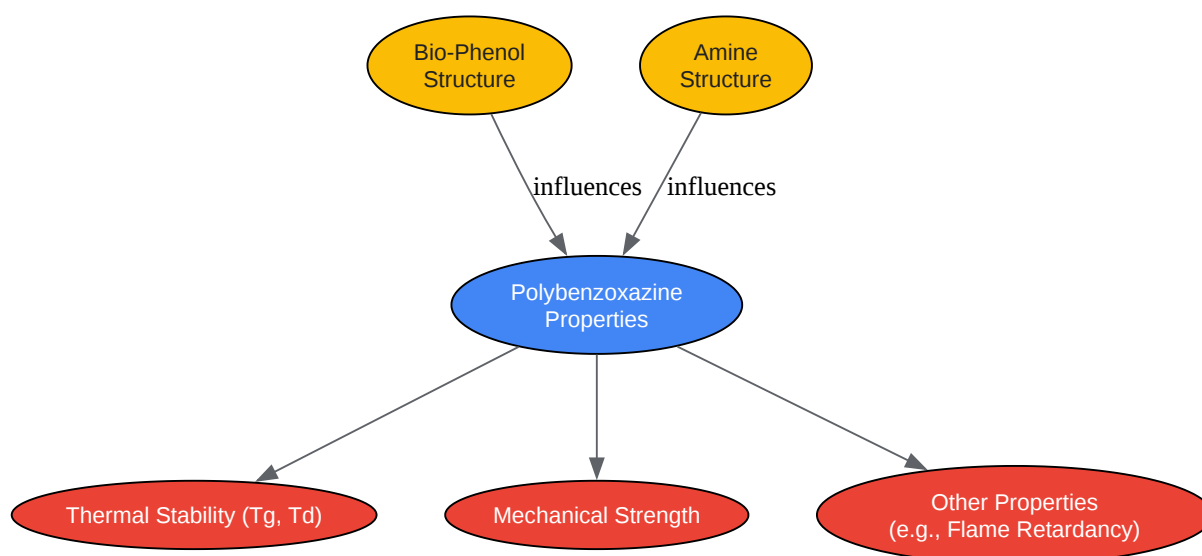 Bio-Phenol
Structure
Amine
Structure
influences
influences
Polybenzoxazine
Properties
Thermal Stability (Tg, Td)
Mechanical Strength
Other Properties
(e.g., Flame Retardancy)